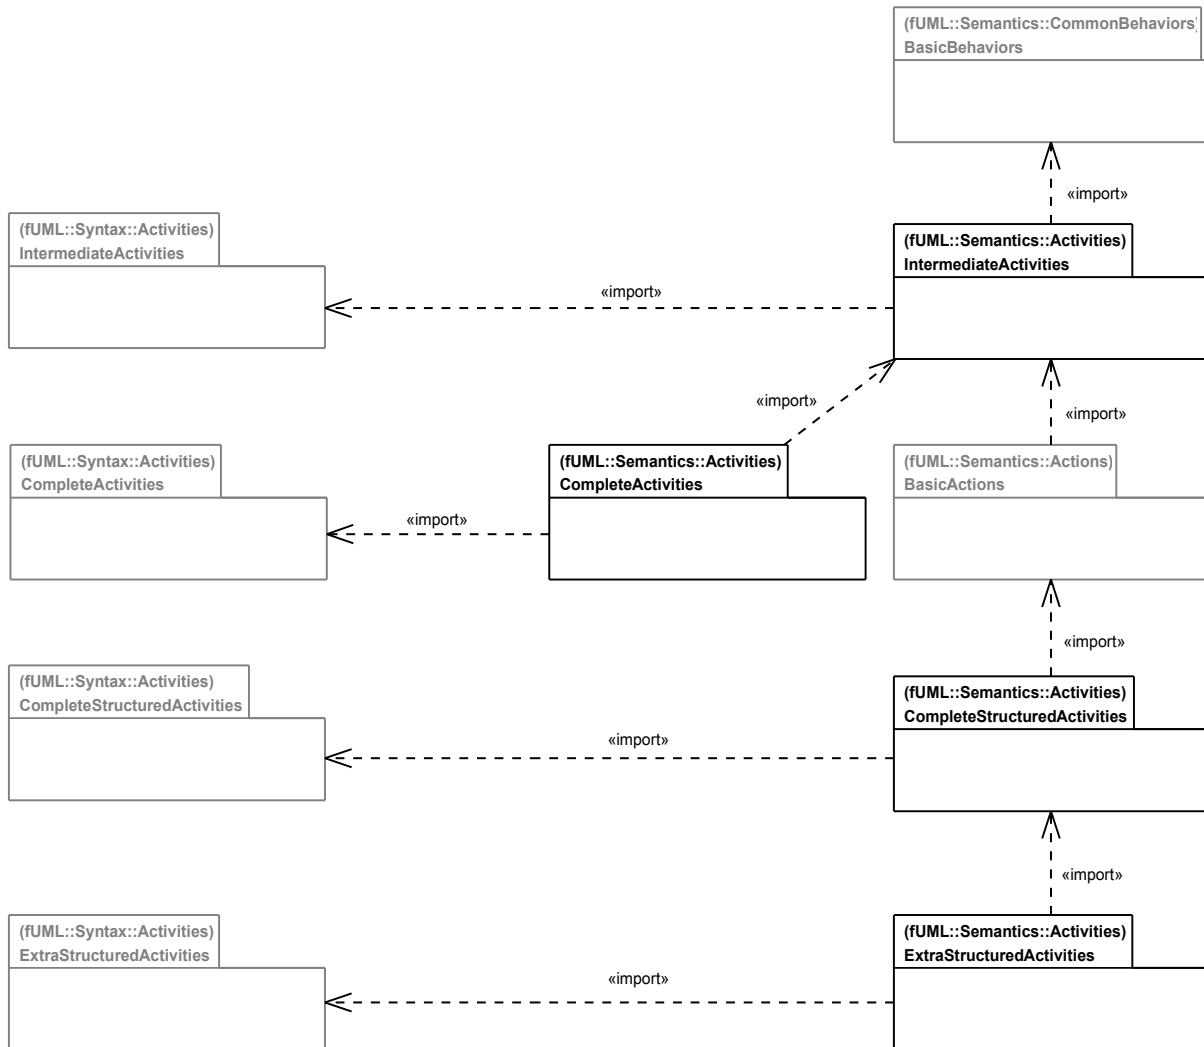 (fUML::Semantics::CommonBehaviors)
BasicBehaviors
«import»
(fUML::Syntax::Activities)
IntermediateActivities
(fUML::Semantics::Activities)
IntermediateActivities
«import»
«import»
«import»
(fUML::Syntax::Activities)
CompleteActivities
(fUML::Semantics::Activities)
CompleteActivities
(fUML::Semantics::Actions)
BasicActions
«import»
«import»
(fUML::Syntax::Activities)
CompleteStructuredActivities
(fUML::Semantics::Activities)
CompleteStructuredActivities
«import»
«import»
(fUML::Syntax::Activities)
ExtraStructuredActivities
(fUML::Semantics::Activities)
ExtraStructuredActivities
«import»